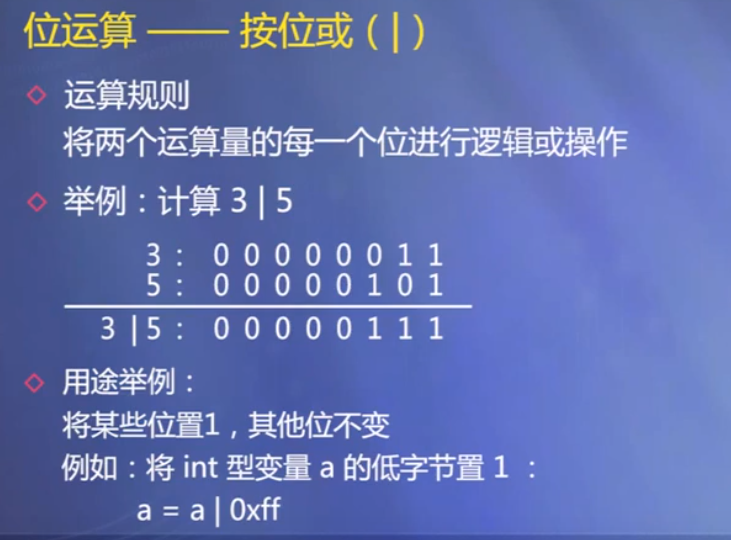 位运算 —— 按位或（|）
◇ 运算规则
将两个运算量的每一个位进行逻辑或操作
◇ 举例：计算 3 | 5
3： 0 0 0 0 0 0 1 1
5： 0 0 0 0 0 1 0 1
3 | 5： 0 0 0 0 0 1 1 1
◇ 用途举例：
将某些位置1，其他位不变
例如：将 int 型变量 a 的低字节置 1 ：
a = a | 0xff